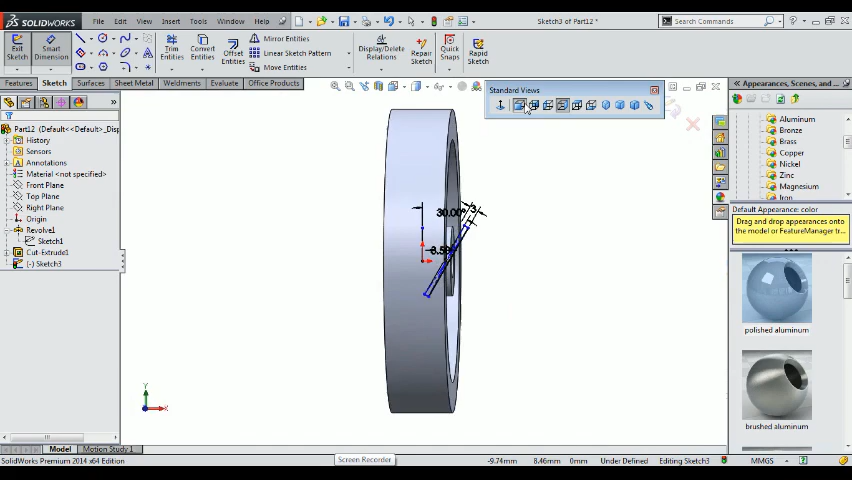 SOLIDWORKS File Edit View Insert Tools Window Help Sketch3 of Part12 * Search Commands
Exit Sketch Smart Dimension Trim Entities Convert Entities Offset Entities Mirror Entities Linear Sketch Pattern Move Entities Display/Delete Relations Repair Sketch Quick Snaps Rapid Sketch
Features Sketch Surfaces Sheet Metal Weldments Evaluate Office Products
Standard Views
Appearances, Scenes, and...
Part12 (Default<<Default>_Disp
History
Sensors
Annotations
Material <not specified>
Front Plane
Top Plane
Right Plane
Origin
Revolve1
Sketch1
Cut-Extrude1
(-) Sketch3
30.00°
3
8.50
Y
X
Aluminum
Bronze
Brass
Copper
Nickel
Zinc
Magnesium
Iron
Default Appearance: color
Drag and drop appearances onto
the model or FeatureManager tr...
polished aluminum
brushed aluminum
Model Motion Study 1
Screen Recorder
SolidWorks Premium 2014 x64 Edition -9.74mm 8.46mm 0mm Under Defined Editing Sketch3 MMGS